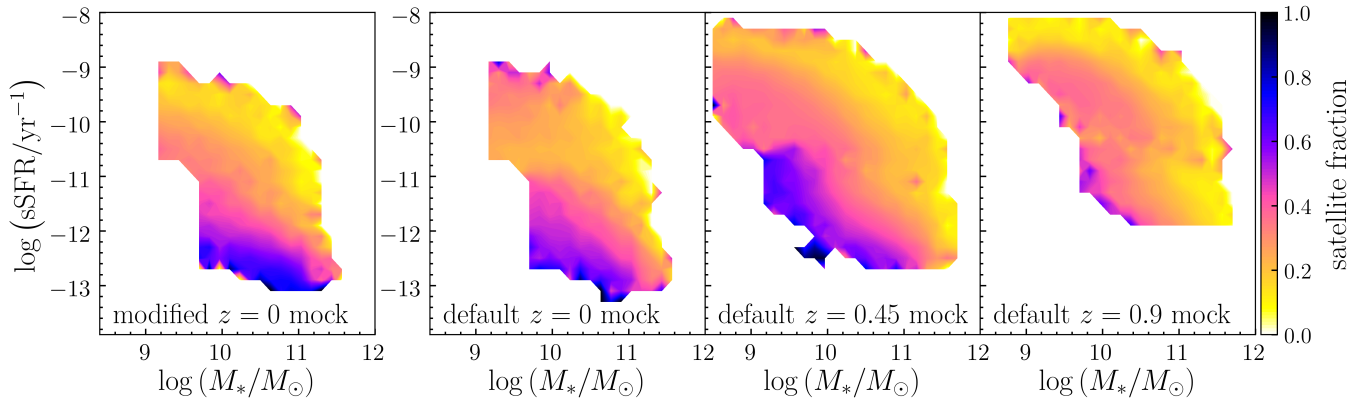 −8
−9
−10
−11
−12
−13
log (sSFR/yr⁻¹)
modified z = 0 mock
9 10 11 12
log (M*/M⊙)
−8
−9
−10
−11
−12
−13
default z = 0 mock
default z = 0.45 mock
default z = 0.9 mock
9 10 11 12 9 10 11 12 9 10 11 12
log (M*/M⊙) log (M*/M⊙) log (M*/M⊙)
1.0
0.8
0.6
0.4
0.2
0.0
satellite fraction